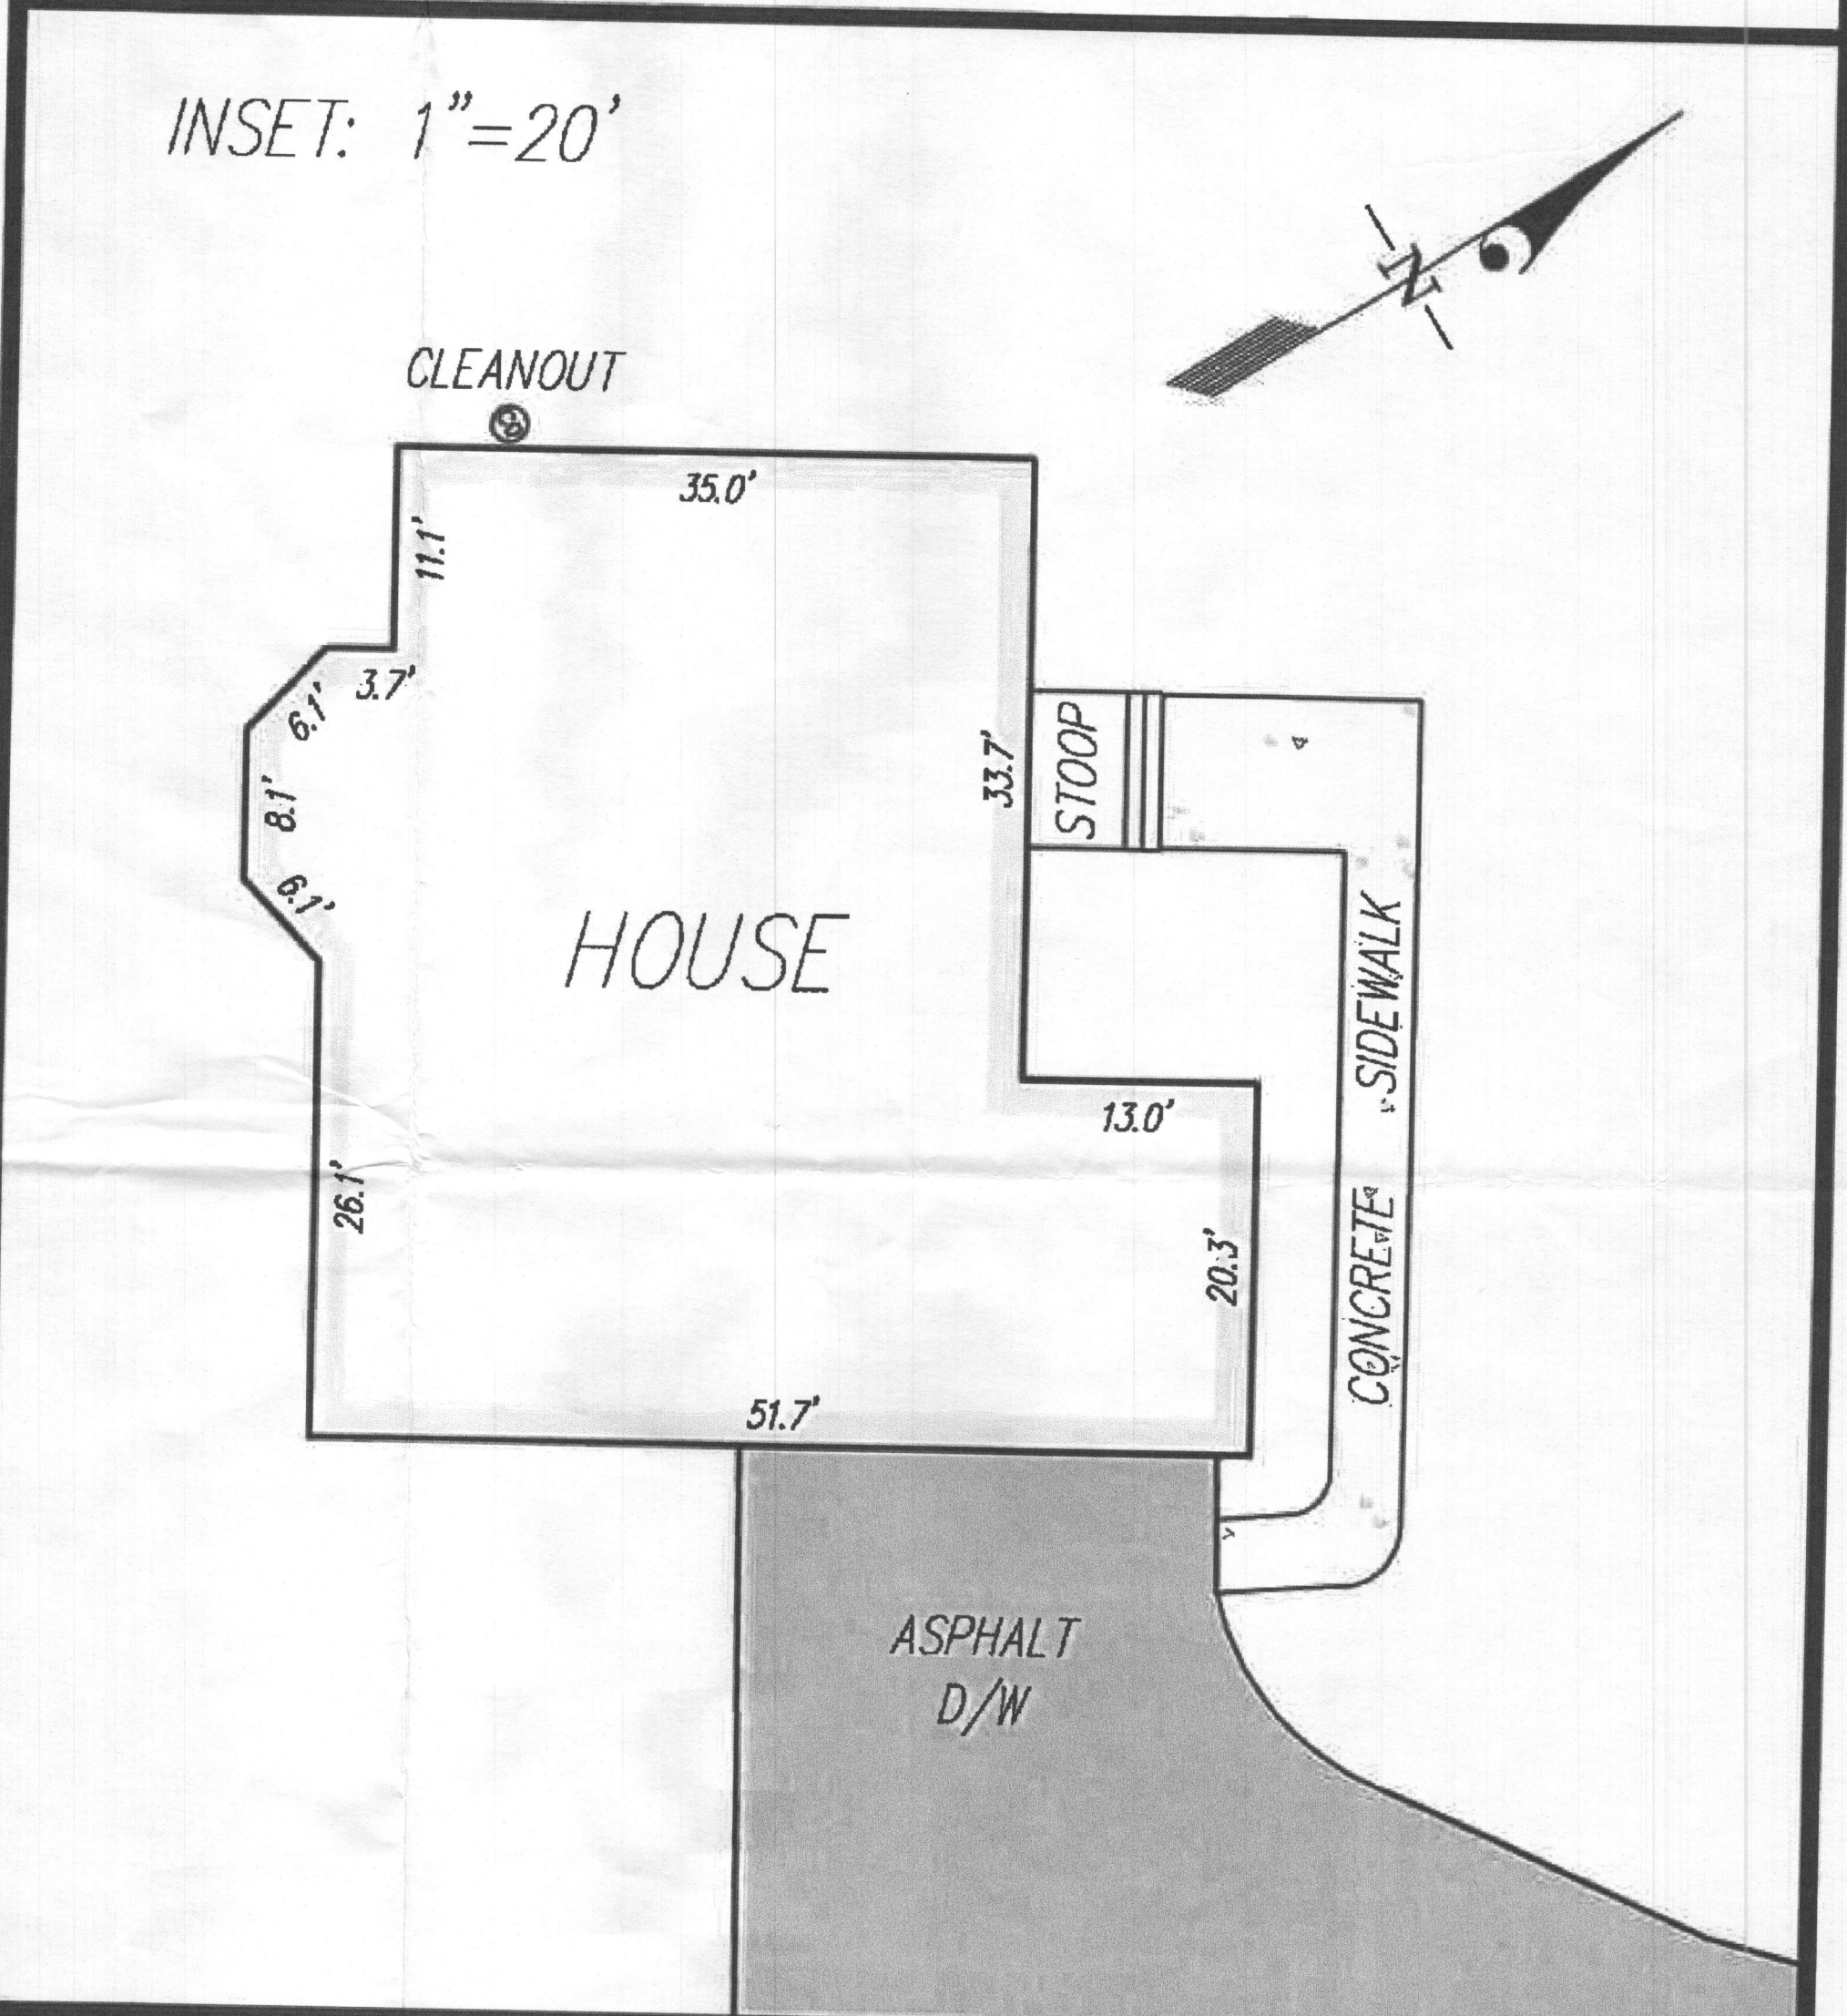 INSET: 1"=20'
N
CLEANOUT
CO
35.0'
11.1'
3.7'
6.1'
8.1'
6.1'
33.7'
STOOP
HOUSE
13.0'
CONCRETE SIDEWALK
26.1'
20.3'
51.7'
ASPHALT
D/W